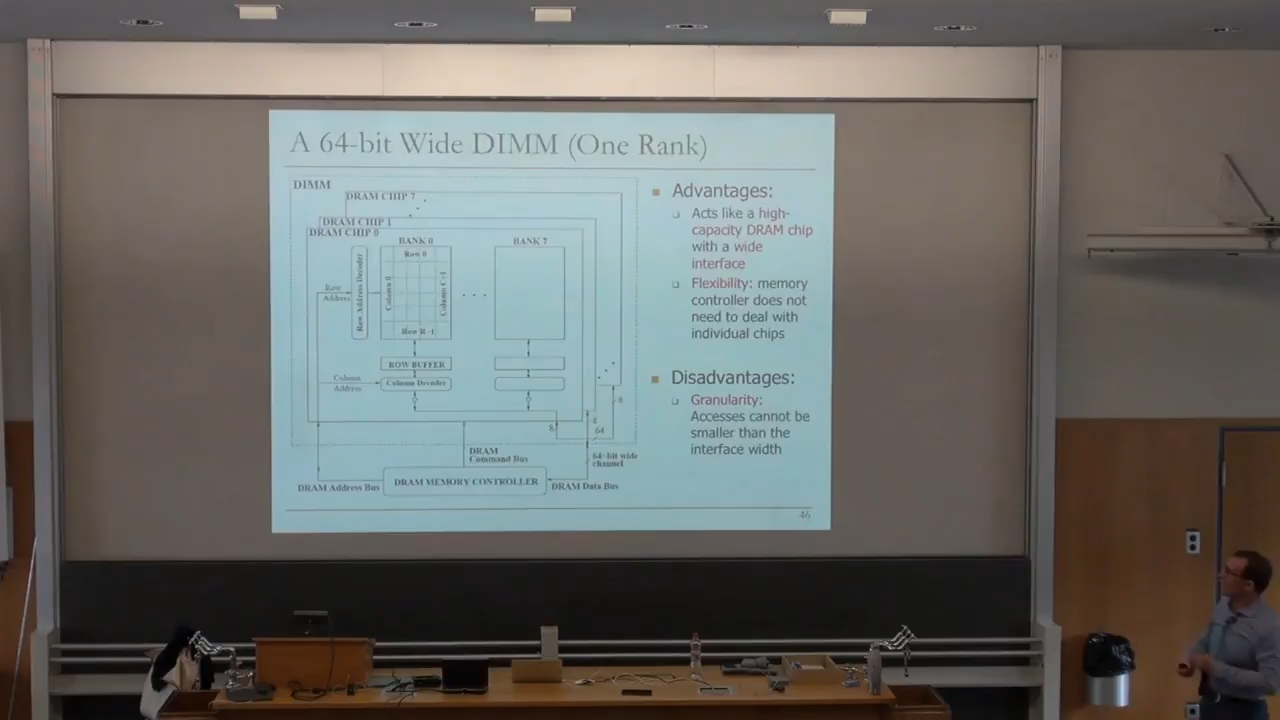 A 64-bit Wide DIMM (One Rank)
DIMM
DRAM CHIP 7
DRAM CHIP 1
DRAM CHIP 0
BANK 0
BANK 7
Row 0
Row Address Decoder
Column 0
Column C-1
Row
Address
Row R-1
ROW BUFFER
Column
Address
Column Decoder
8
8
8
64
DRAM
Command Bus
64-bit wide
channel
DRAM Address Bus
DRAM MEMORY CONTROLLER
DRAM Data Bus
Advantages:
Acts like a high-
capacity DRAM chip
with a wide
interface
Flexibility: memory
controller does not
need to deal with
individual chips
Disadvantages:
Granularity:
Accesses cannot be
smaller than the
interface width
46